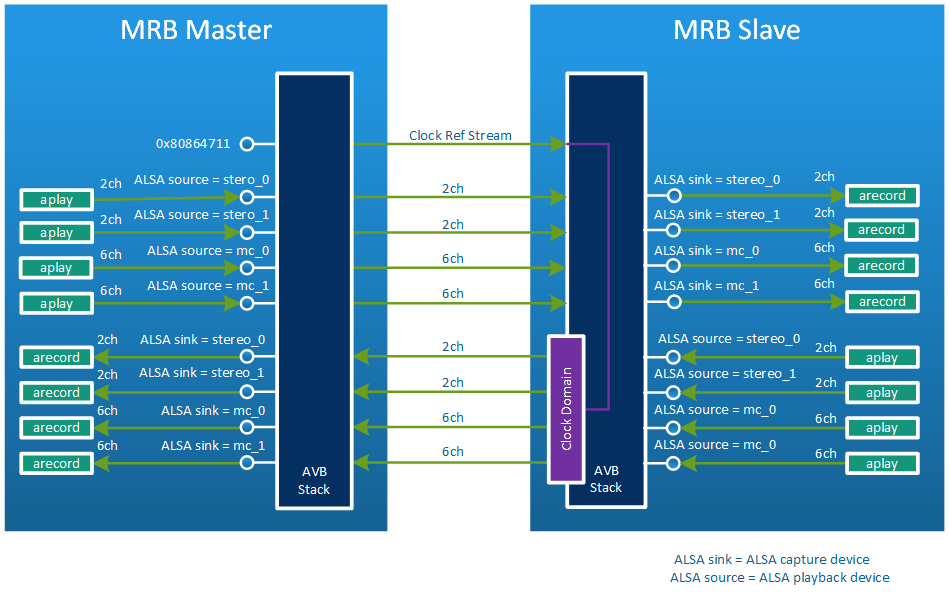 MRB Master
MRB Slave
Clock Ref Stream
0x80864711
ALSA source = stero_0
2ch
aplay
ALSA source = stero_1
2ch
aplay
ALSA source = mc_0
6ch
aplay
ALSA source = mc_1
6ch
aplay
ALSA sink = stereo_0
2ch
arecord
ALSA sink = stereo_1
2ch
arecord
ALSA sink = mc_0
6ch
arecord
ALSA sink = mc_1
6ch
arecord
AVB
Stack
2ch
2ch
6ch
6ch
2ch
2ch
6ch
6ch
Clock Domain
AVB
Stack
ALSA sink = stereo_0
2ch
arecord
ALSA sink = stereo_1
2ch
arecord
ALSA sink = mc_0
6ch
arecord
ALSA sink = mc_1
6ch
arecord
ALSA source = stereo_0
2ch
aplay
ALSA source = stereo_1
2ch
aplay
ALSA source = mc_0
6ch
aplay
ALSA source = mc_0
6ch
aplay
ALSA sink = ALSA capture device
ALSA source = ALSA playback device